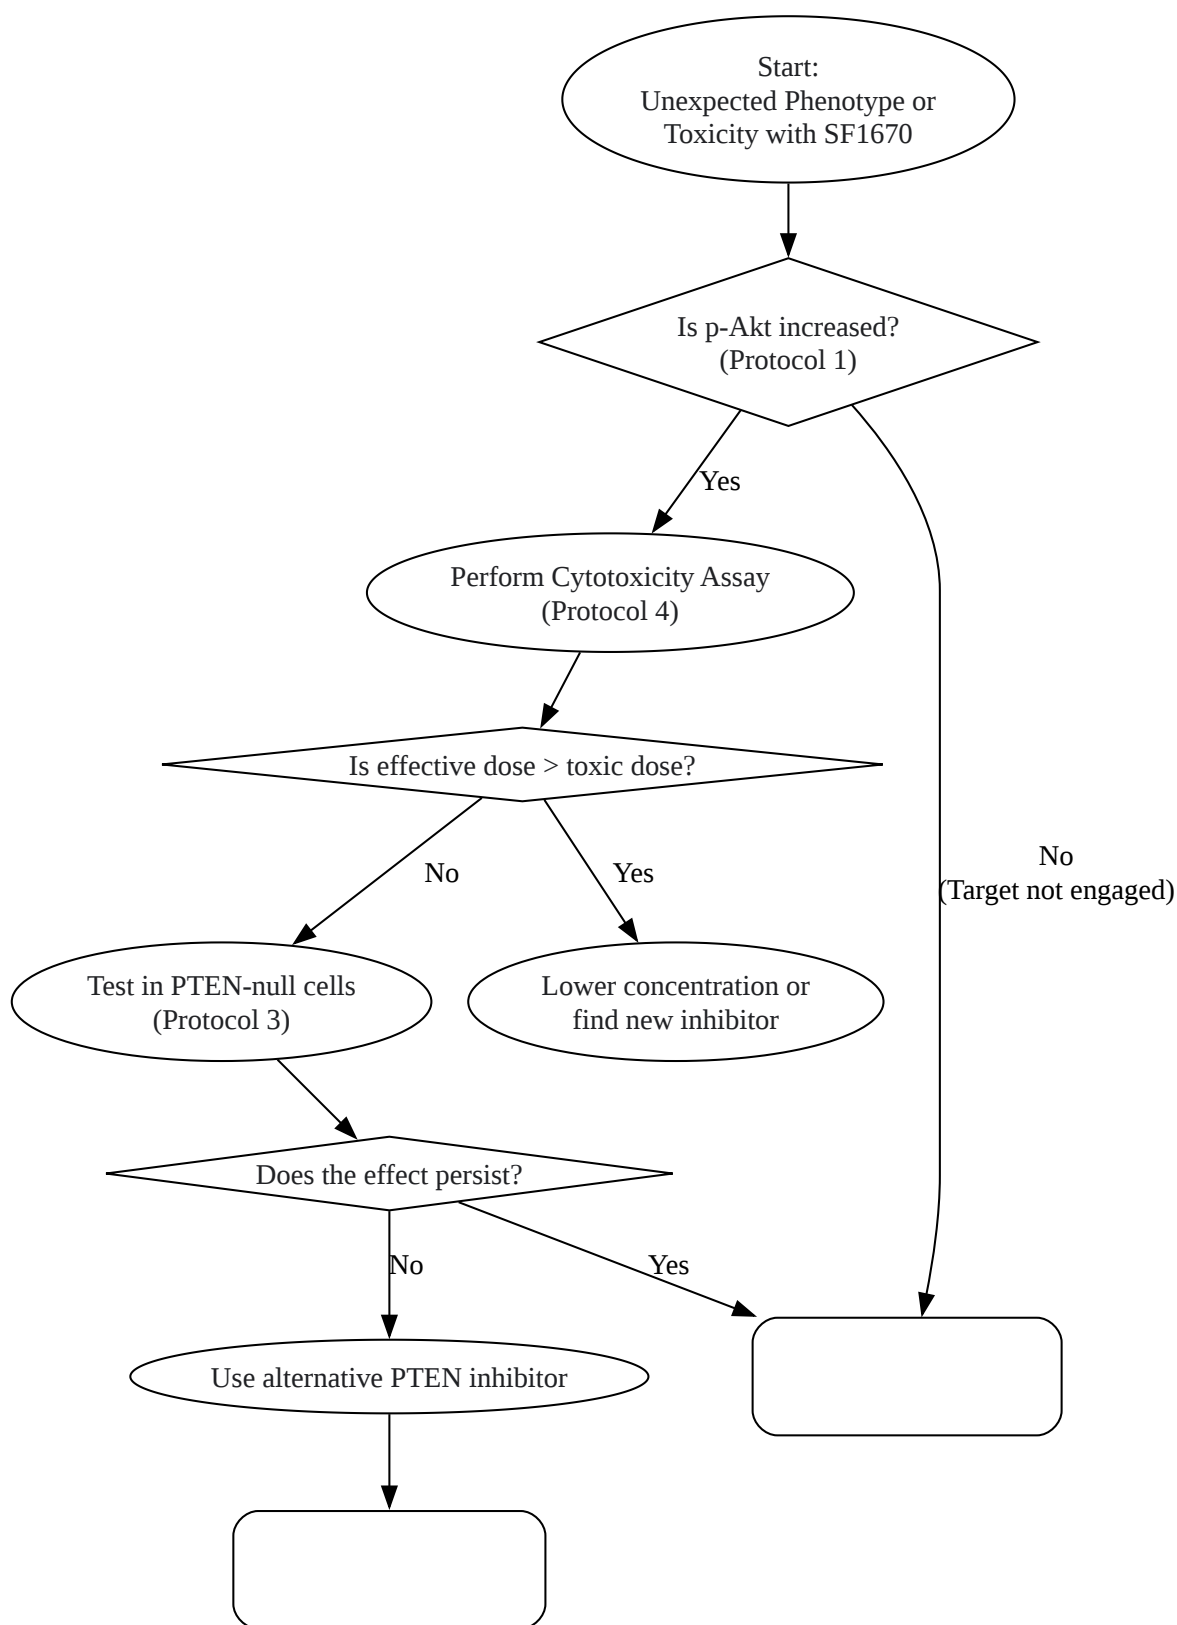 Start:
Unexpected Phenotype or
Toxicity with SF1670
Is p-Akt increased?
(Protocol 1)
Yes
Perform Cytotoxicity Assay
(Protocol 4)
Is effective dose > toxic dose?
No
Yes
No
(Target not engaged)
Test in PTEN-null cells
(Protocol 3)
Lower concentration or
find new inhibitor
Does the effect persist?
No
Yes
Use alternative PTEN inhibitor